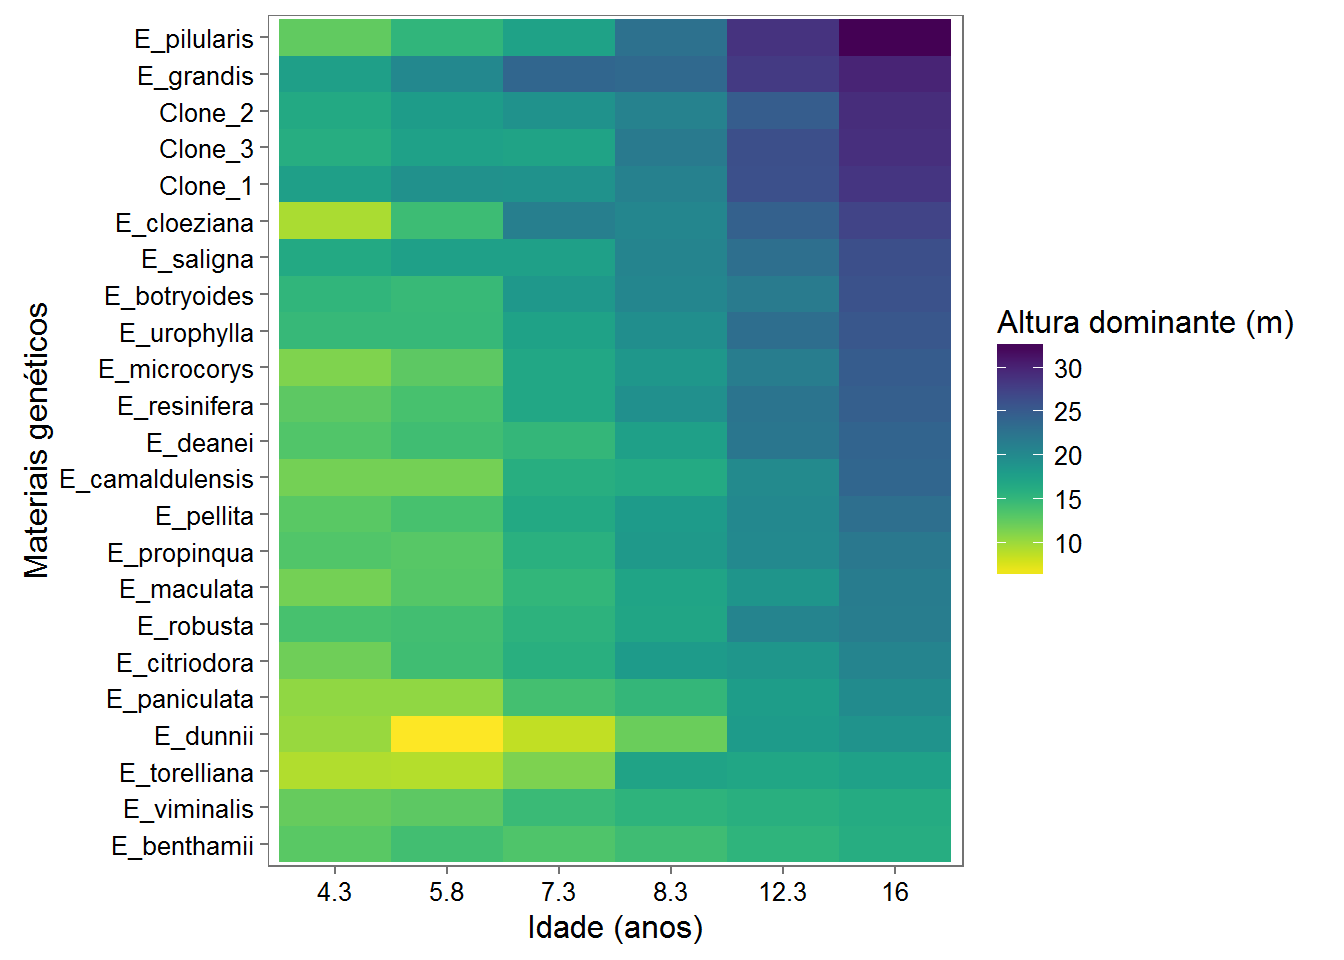 Materiais genéticos
E_pilularis
E_grandis
Clone_2
Clone_3
Clone_1
E_cloeziana
E_saligna
E_botryoides
E_urophylla
E_microcorys
E_resinifera
E_deanei
E_camaldulensis
E_pellita
E_propinqua
E_maculata
E_robusta
E_citriodora
E_paniculata
E_dunnii
E_torelliana
E_viminalis
E_benthamii
4.3 5.8 7.3 8.3 12.3 16
Idade (anos)
Altura dominante (m)
30
25
20
15
10